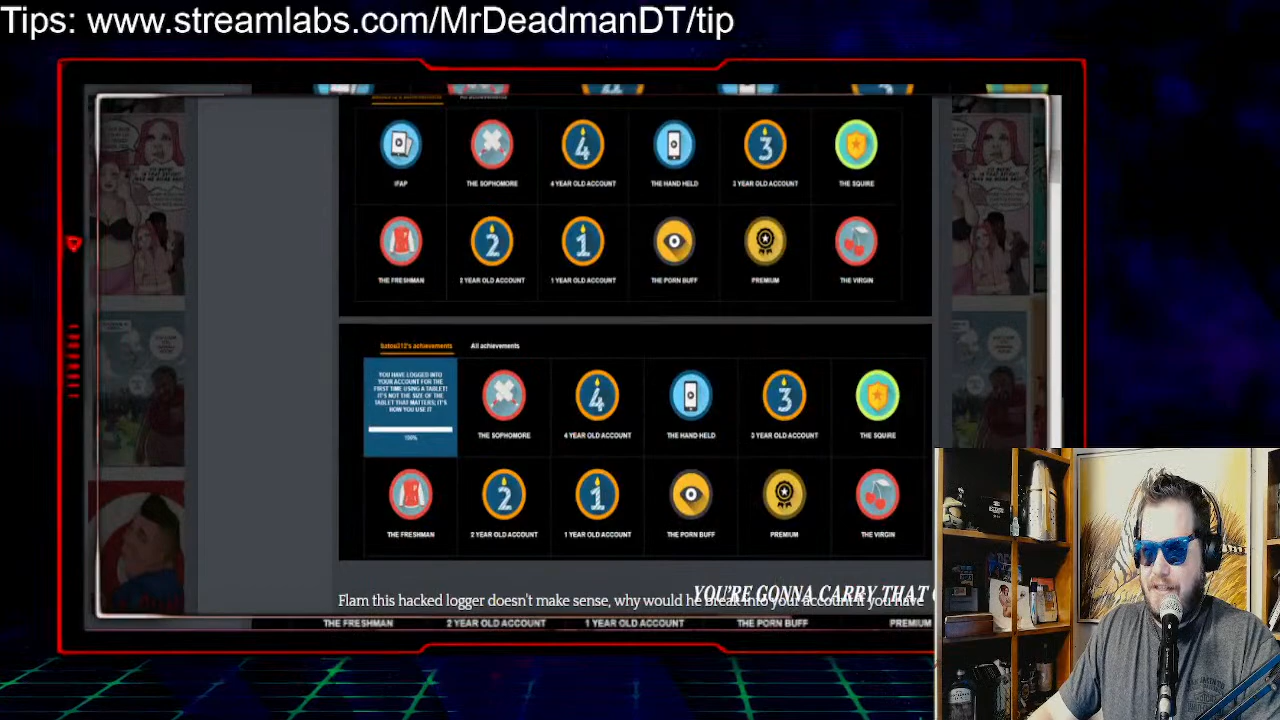 Tips: www.streamlabs.com/MrDeadmanDT/tip
IFAP
THE SOPHOMORE
4 YEAR OLD ACCOUNT
THE HAND HELD
3 YEAR OLD ACCOUNT
THE SQUIRE
THE FRESHMAN
2 YEAR OLD ACCOUNT
1 YEAR OLD ACCOUNT
THE PORN BUFF
PREMIUM
THE VIRGIN
achievements
All achievements
YOU HAVE LOGGED INTO
YOUR ACCOUNT FOR THE
FIRST TIME USING A TABLET!
IT'S NOT THE SIZE OF THE
TABLET THAT MATTERS; IT'S
HOW YOU USE IT
100%
THE SOPHOMORE
4 YEAR OLD ACCOUNT
THE HAND HELD
3 YEAR OLD ACCOUNT
THE SQUIRE
THE FRESHMAN
2 YEAR OLD ACCOUNT
1 YEAR OLD ACCOUNT
THE PORN BUFF
PREMIUM
THE VIRGIN
YOU'RE GONNA CARRY THAT
Flam this hacked logger doesn't make sense, why would he break into your account if you have
THE FRESHMAN
2 YEAR OLD ACCOUNT
1 YEAR OLD ACCOUNT
THE PORN BUFF
PREMIUM